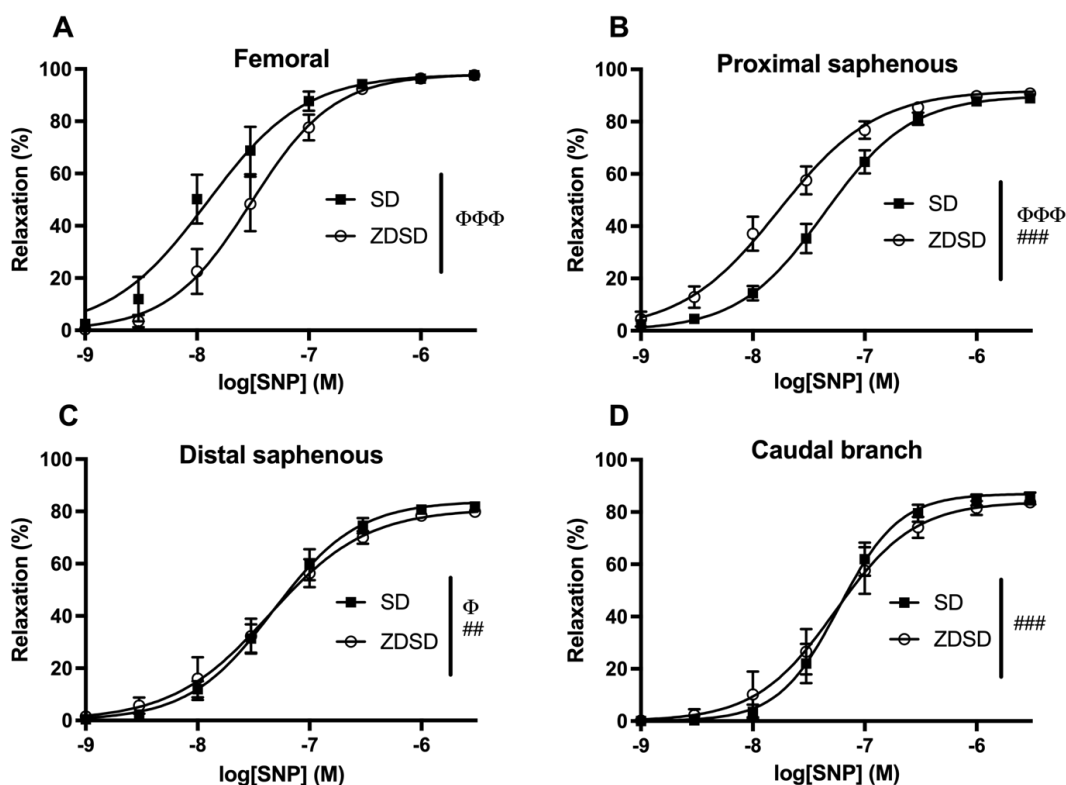 A
Femoral
Relaxation (%)
100
80
60
40
20
0
SD
ZDSD
ΦΦΦ
-9
-8
-7
-6
log[SNP] (M)
B
Proximal saphenous
Relaxation (%)
100
80
60
40
20
0
SD
ZDSD
ΦΦΦ
###
-9
-8
-7
-6
log[SNP] (M)
C
Distal saphenous
Relaxation (%)
100
80
60
40
20
0
SD
ZDSD
Φ
##
-9
-8
-7
-6
log[SNP] (M)
D
Caudal branch
Relaxation (%)
100
80
60
40
20
0
SD
ZDSD
###
-9
-8
-7
-6
log[SNP] (M)